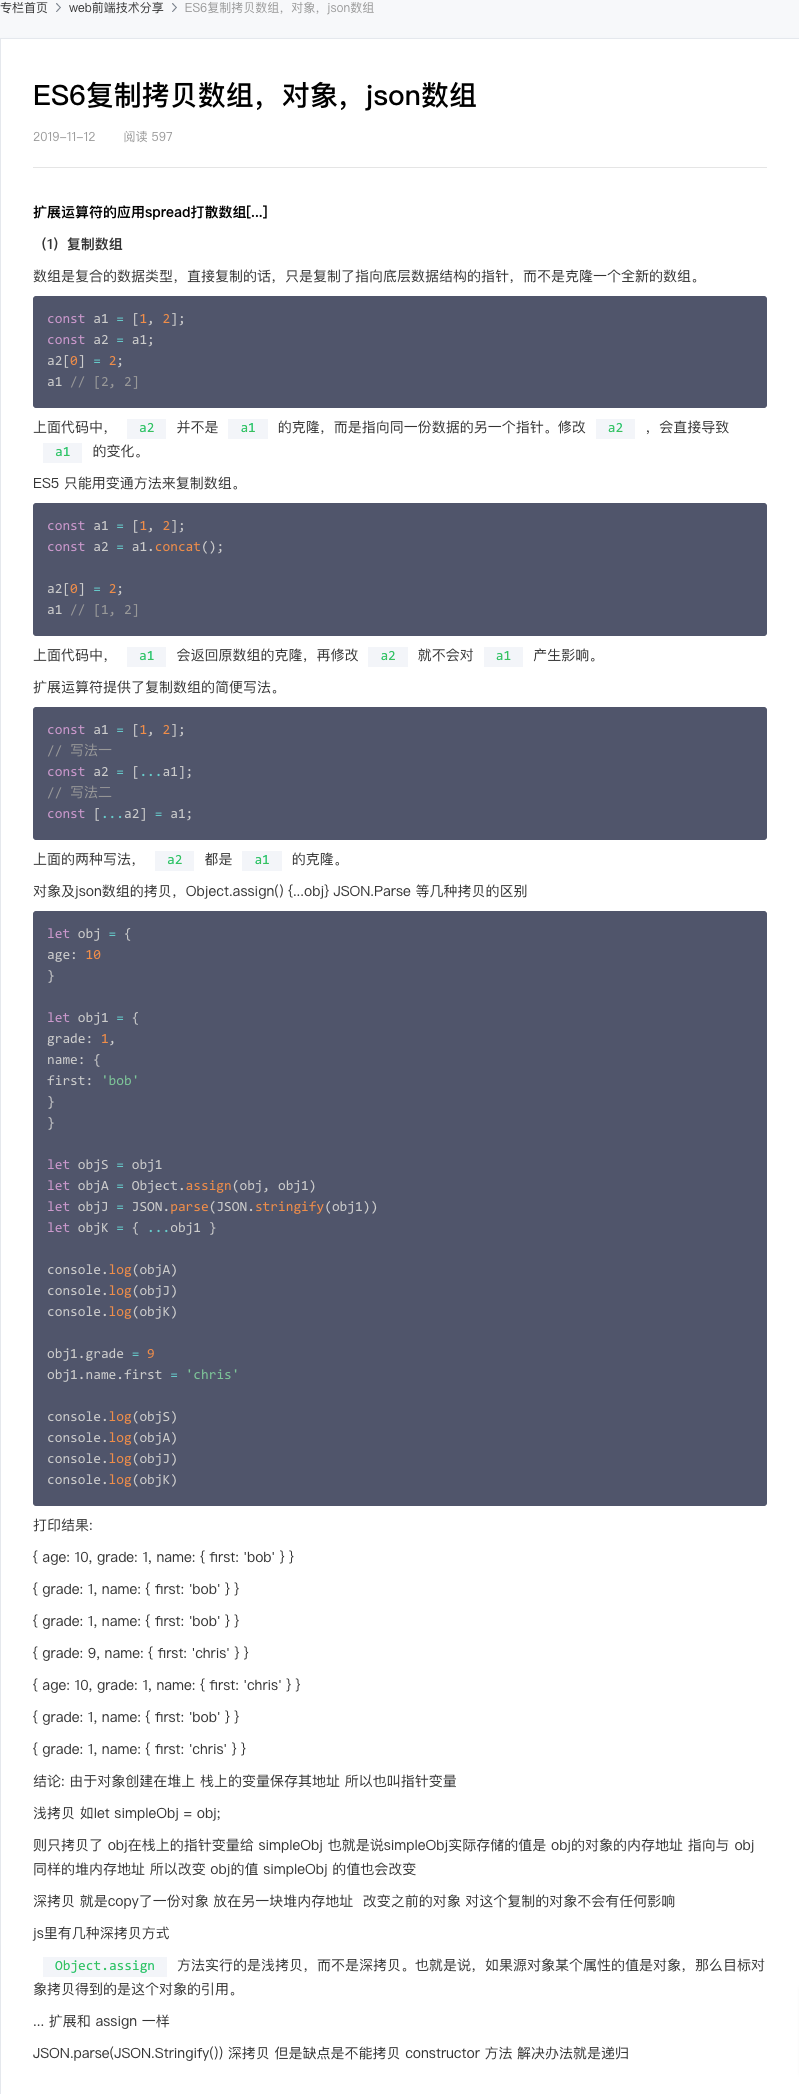 专栏首页 > web前端技术分享 > ES6复制拷贝数组，对象，json数组
ES6复制拷贝数组，对象，json数组
2019-11-12 阅读 597
扩展运算符的应用spread打散数组[...]
（1）复制数组
数组是复合的数据类型，直接复制的话，只是复制了指向底层数据结构的指针，而不是克隆一个全新的数组。
const a1 = [1, 2];
const a2 = a1;
a2[0] = 2;
a1 // [2, 2]
上面代码中， a2 并不是 a1 的克隆，而是指向同一份数据的另一个指针。修改 a2 ，会直接导致
a1 的变化。
ES5 只能用变通方法来复制数组。
const a1 = [1, 2];
const a2 = a1.concat();
a2[0] = 2;
a1 // [1, 2]
上面代码中， a1 会返回原数组的克隆，再修改 a2 就不会对 a1 产生影响。
扩展运算符提供了复制数组的简便写法。
const a1 = [1, 2];
// 写法一
const a2 = [...a1];
// 写法二
const [...a2] = a1;
上面的两种写法， a2 都是 a1 的克隆。
对象及json数组的拷贝，Object.assign() {...obj} JSON.Parse 等几种拷贝的区别
let obj = {
age: 10
}
let obj1 = {
grade: 1,
name: {
first: 'bob'
}
}
let objS = obj1
let objA = Object.assign(obj, obj1)
let objJ = JSON.parse(JSON.stringify(obj1))
let objK = { ...obj1 }
console.log(objA)
console.log(objJ)
console.log(objK)
obj1.grade = 9
obj1.name.first = 'chris'
console.log(objS)
console.log(objA)
console.log(objJ)
console.log(objK)
打印结果:
{ age: 10, grade: 1, name: { first: 'bob' } }
{ grade: 1, name: { first: 'bob' } }
{ grade: 1, name: { first: 'bob' } }
{ grade: 9, name: { first: 'chris' } }
{ age: 10, grade: 1, name: { first: 'chris' } }
{ grade: 1, name: { first: 'bob' } }
{ grade: 1, name: { first: 'chris' } }
结论: 由于对象创建在堆上 栈上的变量保存其地址 所以也叫指针变量
浅拷贝 如let simpleObj = obj;
则只拷贝了 obj在栈上的指针变量给 simpleObj 也就是说simpleObj实际存储的值是 obj的对象的内存地址 指向与 obj
同样的堆内存地址 所以改变 obj的值 simpleObj 的值也会改变
深拷贝 就是copy了一份对象 放在另一块堆内存地址 改变之前的对象 对这个复制的对象不会有任何影响
js里有几种深拷贝方式
Object.assign 方法实行的是浅拷贝，而不是深拷贝。也就是说，如果源对象某个属性的值是对象，那么目标对
象拷贝得到的是这个对象的引用。
... 扩展和 assign 一样
JSON.parse(JSON.Stringify()) 深拷贝 但是缺点是不能拷贝 constructor 方法 解决办法就是递归